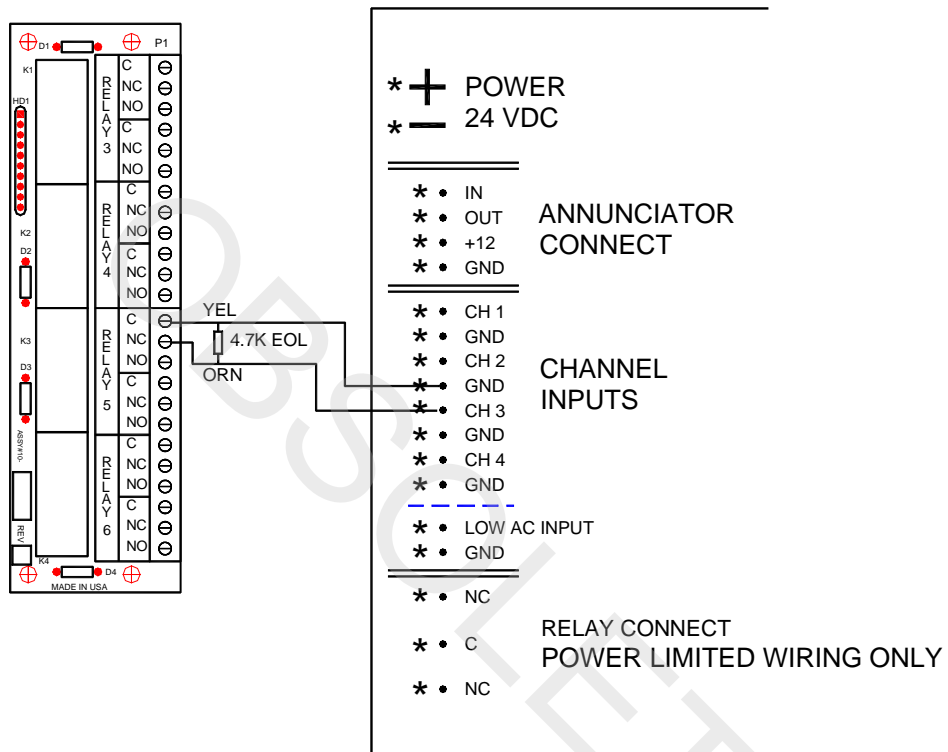 D1
P1
K1
HD1
K2
D2
K3
D3
ASSY#10-
REV
K4
D4
MADE IN USA
RELAY 3
C
NC
NO
C
NC
NO
RELAY 4
C
NC
NO
C
NC
NO
RELAY 5
C
NC
NO
C
NC
NO
RELAY 6
C
NC
NO
C
NC
NO
YEL
4.7K EOL
ORN
* + POWER
* − 24 VDC
* • IN
* • OUT
* • +12
* • GND
ANNUNCIATOR
CONNECT
* • CH 1
* • GND
* • CH 2
* • GND
* • CH 3
* • GND
* • CH 4
* • GND
CHANNEL
INPUTS
* • LOW AC INPUT
* • GND
* • NC
* • C
* • NC
RELAY CONNECT
POWER LIMITED WIRING ONLY
OBSOLET